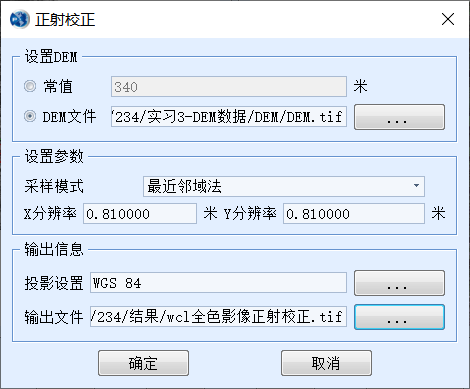 正射校正
设置DEM
常值 340 米
DEM文件 /234/实习3-DEM数据/DEM/DEM.tif ...
设置参数
采样模式 最近邻域法
X分辨率 0.810000 米 Y分辨率 0.810000 米
输出信息
投影设置 WGS 84 ...
输出文件 /234/结果/wcl全色影像正射校正.tif ...
确定 取消